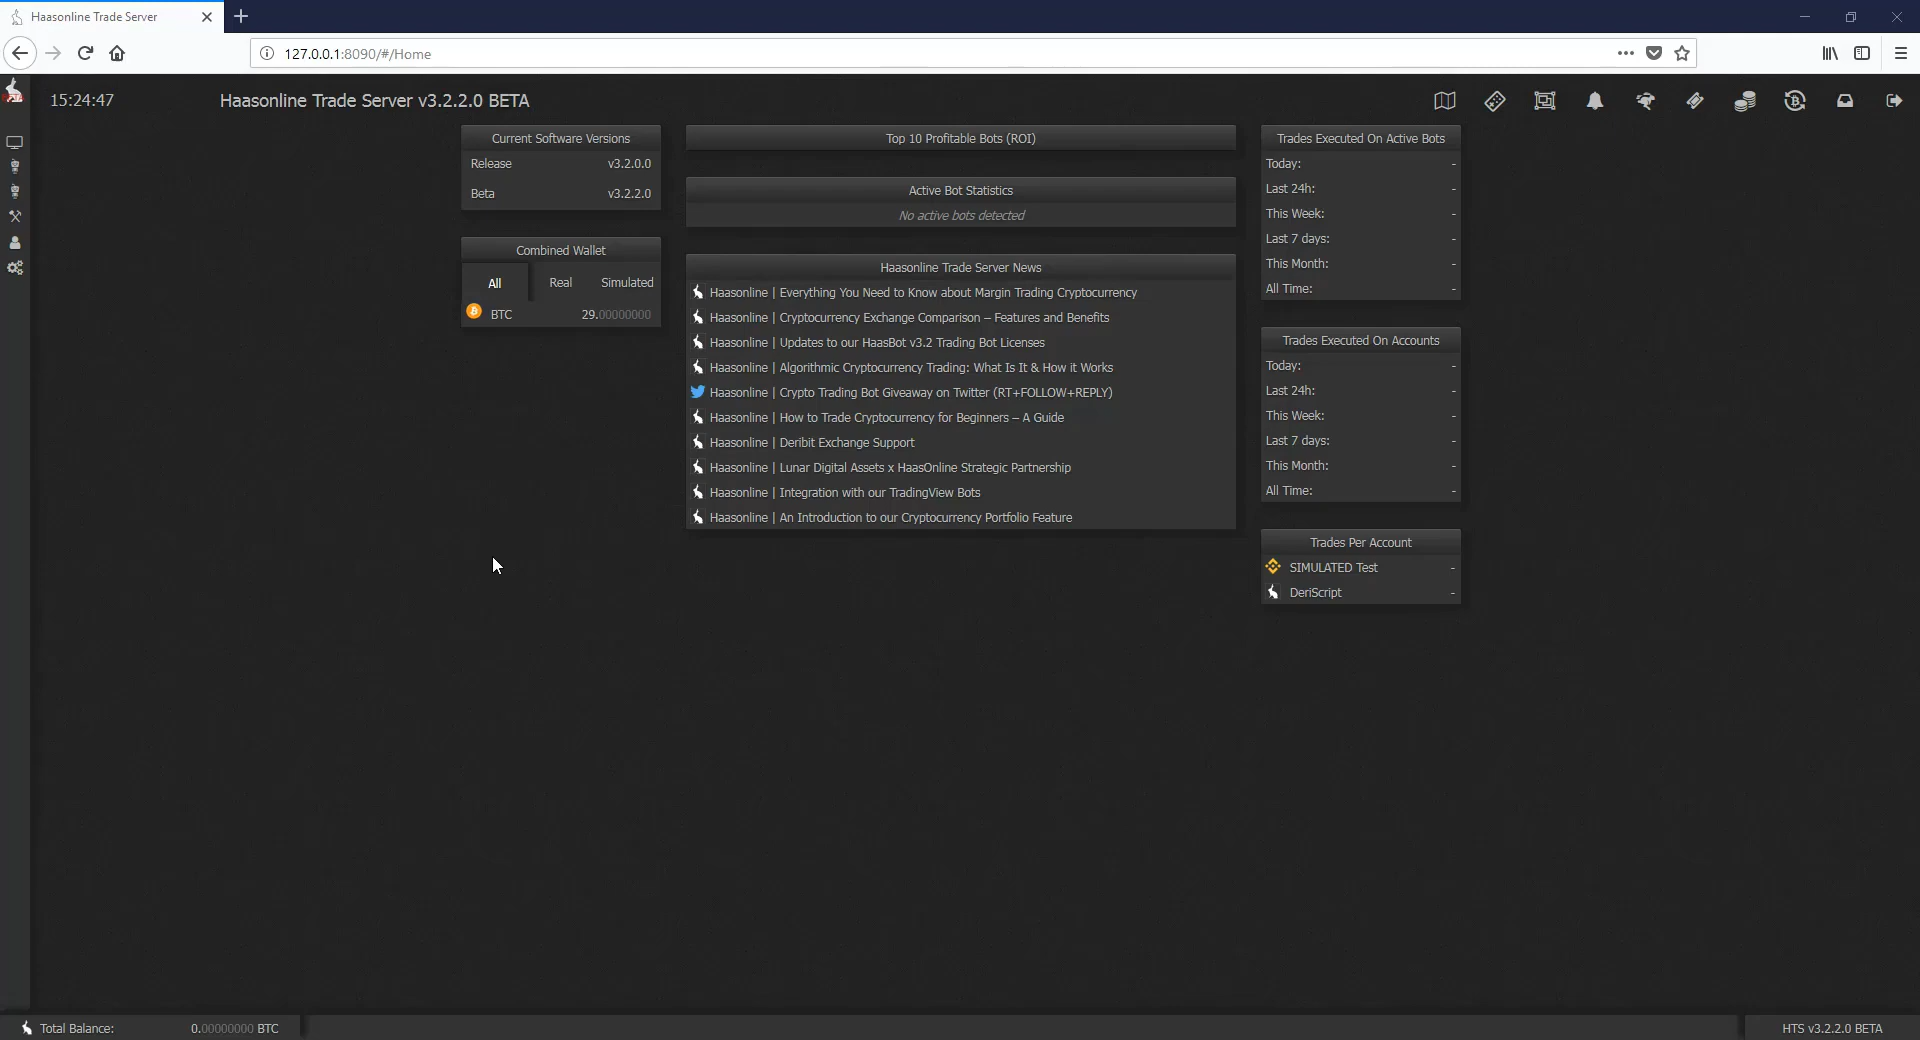 Haasonline Trade Server
127.0.0.1:8090/#/Home
15:24:47
Haasonline Trade Server v3.2.2.0 BETA
Current Software Versions
Release v3.2.0.0
Beta v3.2.2.0
Combined Wallet
All Real Simulated
BTC 29.00000000
Top 10 Profitable Bots (ROI)
Active Bot Statistics
No active bots detected
Haasonline Trade Server News
Haasonline | Everything You Need to Know about Margin Trading Cryptocurrency
Haasonline | Cryptocurrency Exchange Comparison – Features and Benefits
Haasonline | Updates to our HaasBot v3.2 Trading Bot Licenses
Haasonline | Algorithmic Cryptocurrency Trading: What Is It & How it Works
Haasonline | Crypto Trading Bot Giveaway on Twitter (RT+FOLLOW+REPLY)
Haasonline | How to Trade Cryptocurrency for Beginners – A Guide
Haasonline | Deribit Exchange Support
Haasonline | Lunar Digital Assets x HaasOnline Strategic Partnership
Haasonline | Integration with our TradingView Bots
Haasonline | An Introduction to our Cryptocurrency Portfolio Feature
Trades Executed On Active Bots
Today: -
Last 24h: -
This Week: -
Last 7 days: -
This Month: -
All Time: -
Trades Executed On Accounts
Today: -
Last 24h: -
This Week: -
Last 7 days: -
This Month: -
All Time: -
Trades Per Account
SIMULATED Test -
DeriScript -
Total Balance: 0.00000000 BTC
HTS v3.2.2.0 BETA